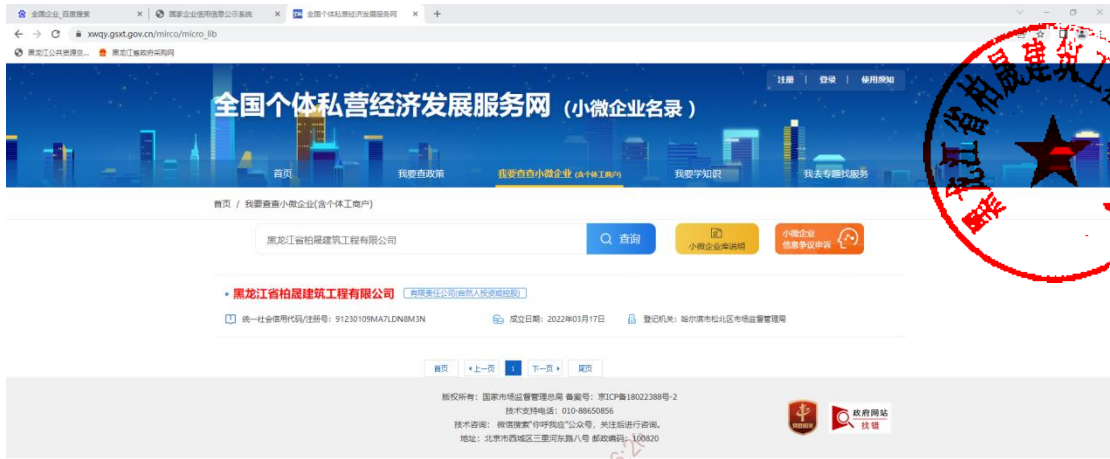 全国企业_百度搜索
国家企业信用信息公示系统
全国个体私营经济发展服务网
xwqy.gsxt.gov.cn/mirco/micro_lib
黑龙江公共资源交...
黑龙江省政府采购网
注册 | 登录 | 使用须知
全国个体私营经济发展服务网（小微企业名录）
首页
我要查政策
我要查查小微企业 (含个体工商户)
我要学知识
我去专题找服务
首页 / 我要查查小微企业(含个体工商户)
黑龙江省柏晟建筑工程有限公司
查询
小微企业库说明
小微企业
信息争议申诉
黑龙江省柏晟建筑工程有限公司
有限责任公司(自然人投资或控股)
统一社会信用代码/注册号：91230109MA7LDN8M3N
成立日期：2022年03月17日
登记机关：哈尔滨市松北区市场监督管理局
首页
上一页
1
下一页
尾页
版权所有：国家市场监督管理总局 备案号：京ICP备18022388号-2
技术支持电话：010-88650856
技术咨询：微信搜索"你呼我应"公众号，关注后进行咨询。
地址：北京市西城区三里河东路八号 邮政编码：100820
党政机关
政府网站
找错
黑龙江省柏晟建筑工